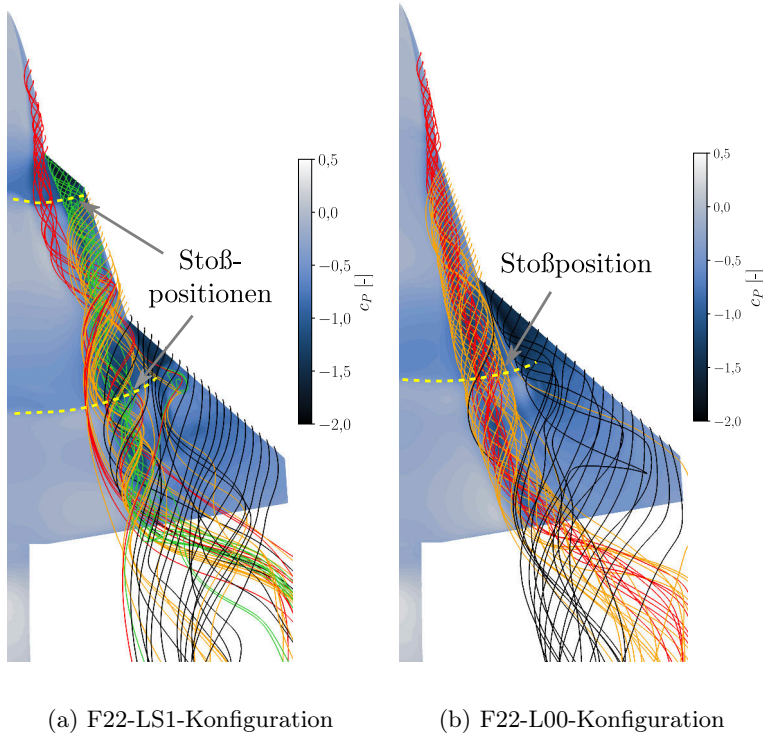 0,5
0,0
−0,5
−1,0
−1,5
−2,0
c_P [-]
Stoß-
positionen
0,5
0,0
−0,5
−1,0
−1,5
−2,0
c_P [-]
Stoßposition
(a) F22-LS1-Konfiguration
(b) F22-L00-Konfiguration